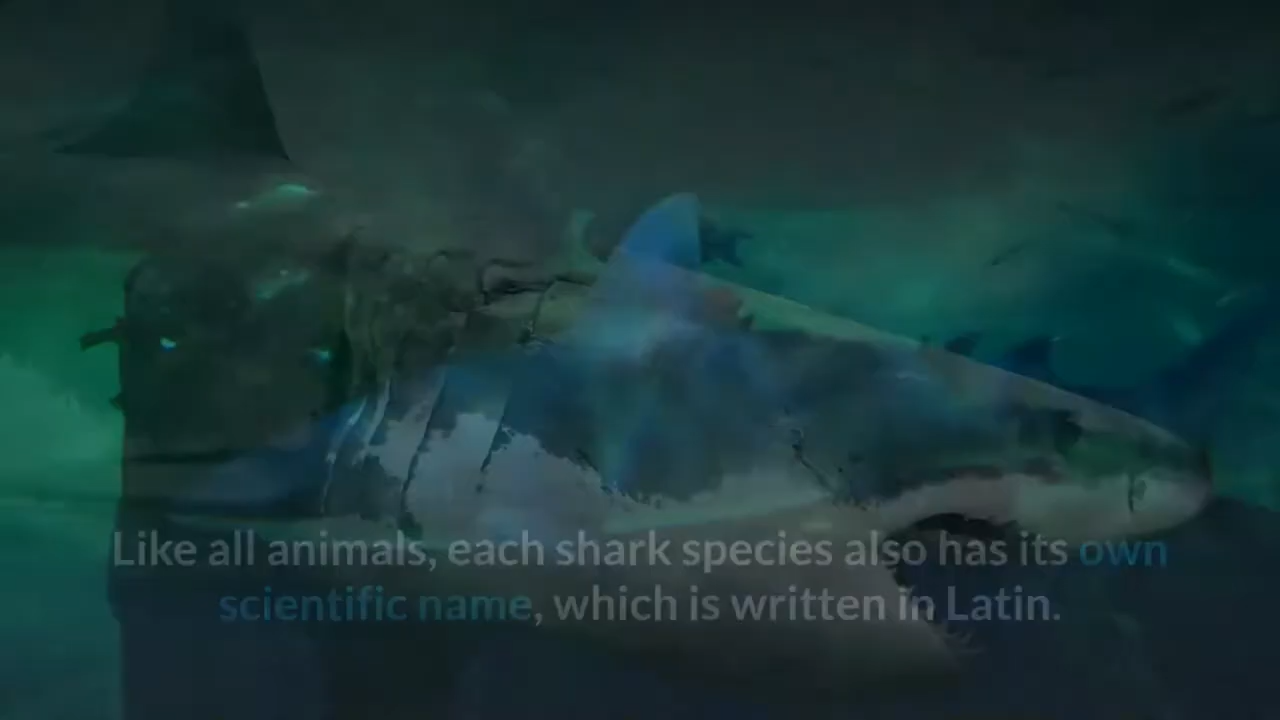 Like all animals, each shark species also has its own
scientific name, which is written in Latin.